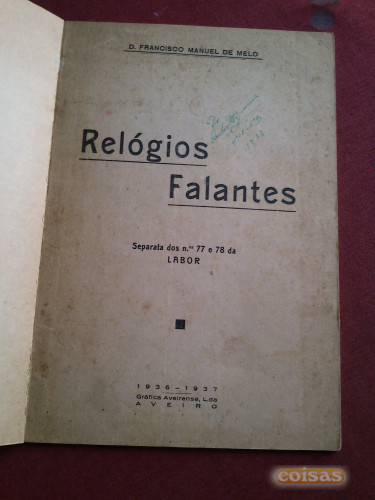 D. FRANCISCO MANUEL DE MELO
Relógios
Falantes
Separata dos n.os 77 e 78 da
LABOR
1936-1937
Gráfica Aveirense, L.da
AVEIRO
coisas